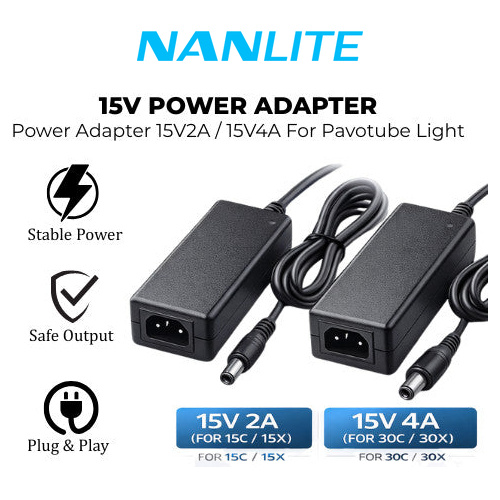 NANLITE
15V POWER ADAPTER
Power Adapter 15V2A / 15V4A For Pavotube Light
Stable Power
Safe Output
Plug & Play
15V 2A
(FOR 15C / 15X)
FOR 15C / 15X
15V 4A
(FOR 30C / 30X)
FOR 30C / 30X